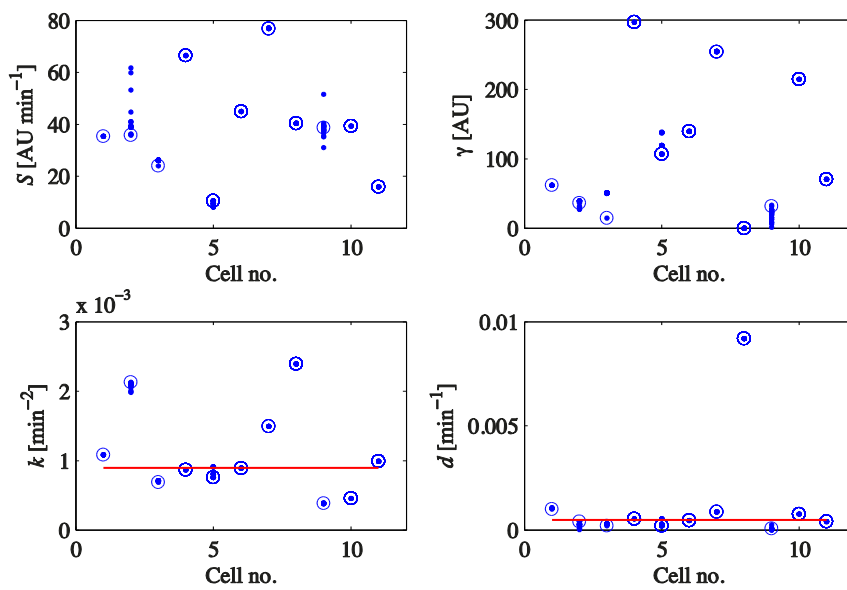 80
60
40
20
0
S [AU min⁻¹]
0 5 10
Cell no.
300
200
100
0
γ [AU]
0 5 10
Cell no.
x 10⁻³
3
2
1
0
k [min⁻²]
0 5 10
Cell no.
0.01
0.005
0
d [min⁻¹]
0 5 10
Cell no.